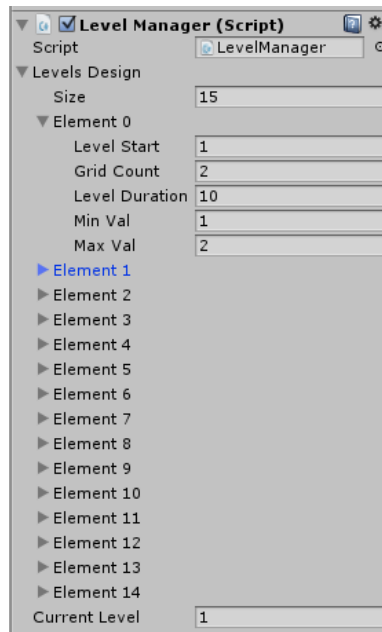 Level Manager (Script)
Script LevelManager
Levels Design
Size 15
Element 0
Level Start 1
Grid Count 2
Level Duration 10
Min Val 1
Max Val 2
Element 1
Element 2
Element 3
Element 4
Element 5
Element 6
Element 7
Element 8
Element 9
Element 10
Element 11
Element 12
Element 13
Element 14
Current Level 1